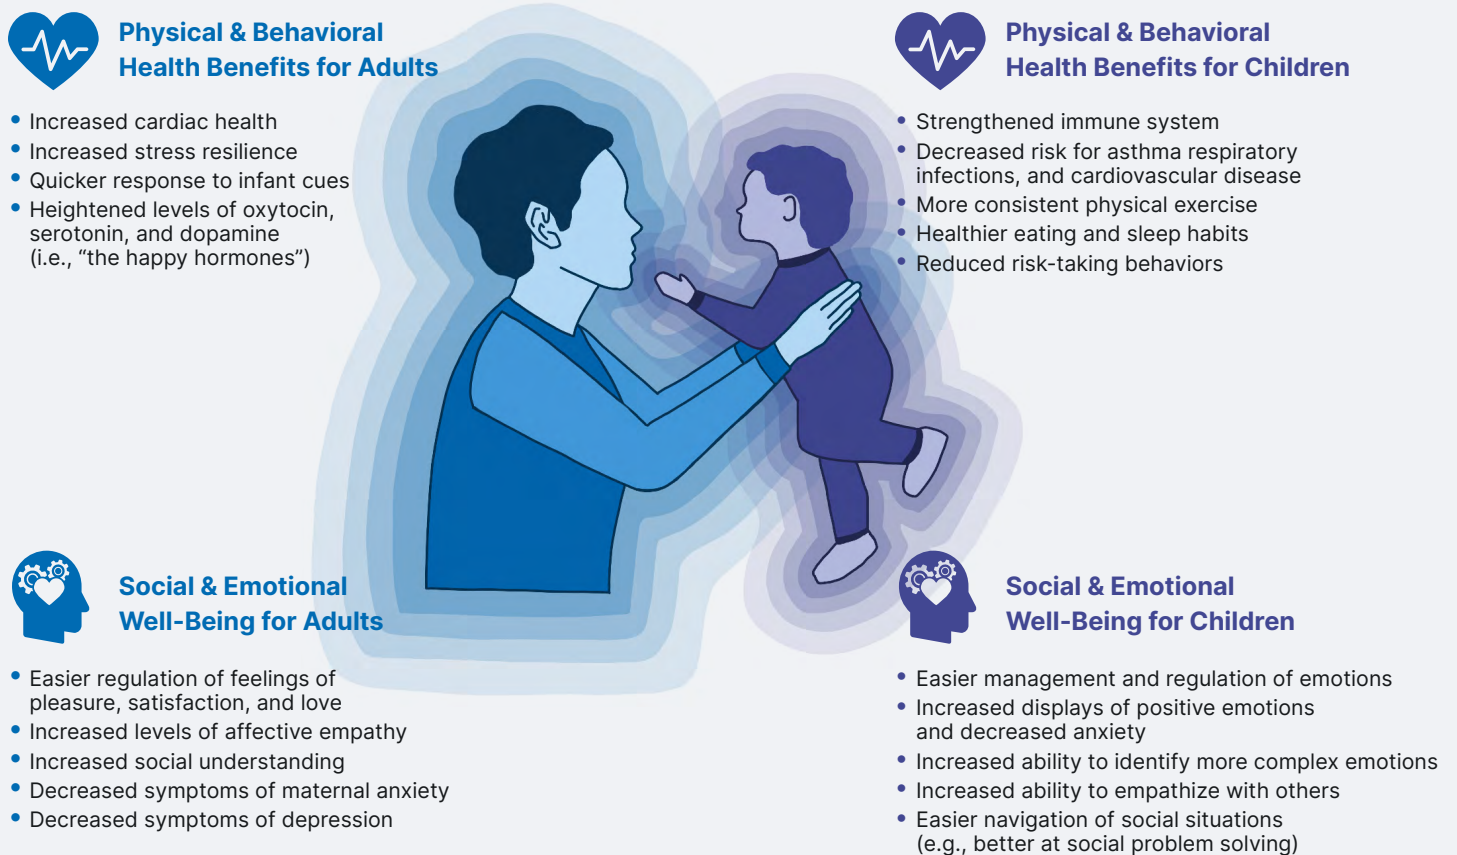 Physical & Behavioral
Health Benefits for Adults
• Increased cardiac health
• Increased stress resilience
• Quicker response to infant cues
• Heightened levels of oxytocin,
serotonin, and dopamine
(i.e., “the happy hormones”)
Physical & Behavioral
Health Benefits for Children
• Strengthened immune system
• Decreased risk for asthma respiratory
infections, and cardiovascular disease
• More consistent physical exercise
• Healthier eating and sleep habits
• Reduced risk-taking behaviors
Social & Emotional
Well-Being for Adults
• Easier regulation of feelings of
pleasure, satisfaction, and love
• Increased levels of affective empathy
• Increased social understanding
• Decreased symptoms of maternal anxiety
• Decreased symptoms of depression
Social & Emotional
Well-Being for Children
• Easier management and regulation of emotions
• Increased displays of positive emotions
and decreased anxiety
• Increased ability to identify more complex emotions
• Increased ability to empathize with others
• Easier navigation of social situations
(e.g., better at social problem solving)